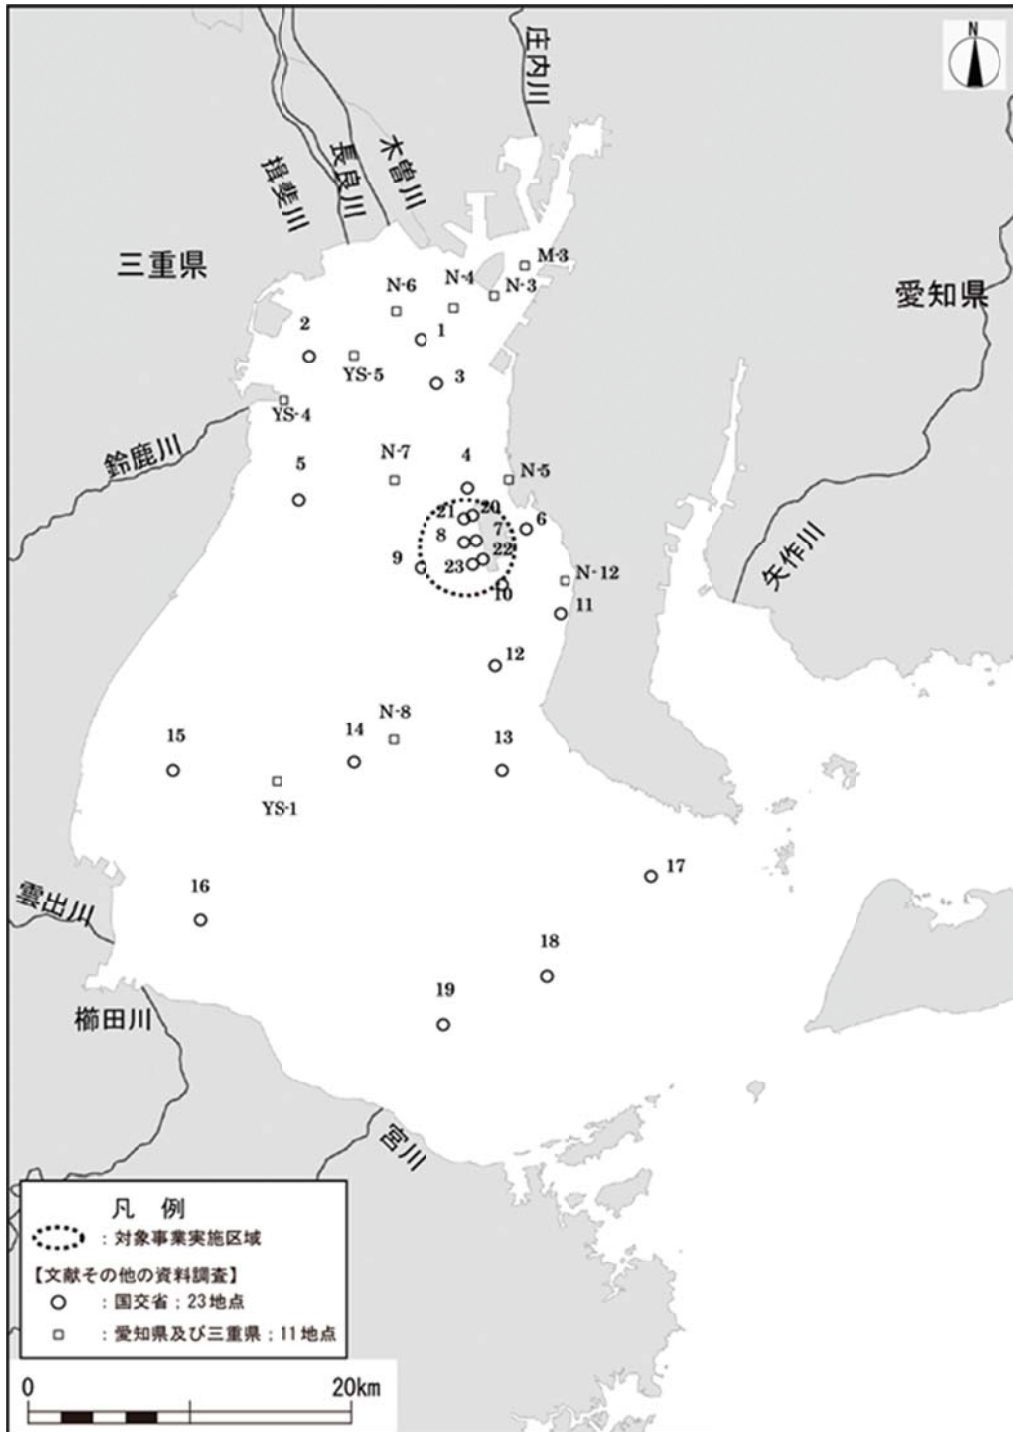 N
庄内川
木曽川
長良川
揖斐川
三重県
愛知県
M-3
N-3
N-4
N-6
1
2
YS-5
3
YS-4
鈴鹿川
5
N-7
4
N-5
21
20
6
8
7
9
22
23
10
N-12
11
矢作川
12
N-8
14
13
15
YS-1
17
16
雲出川
18
19
櫛田川
宮川
凡 例
：対象事業実施区域
【文献その他の資料調査】
：国交省；23地点
：愛知県及び三重県；11地点
0 20km